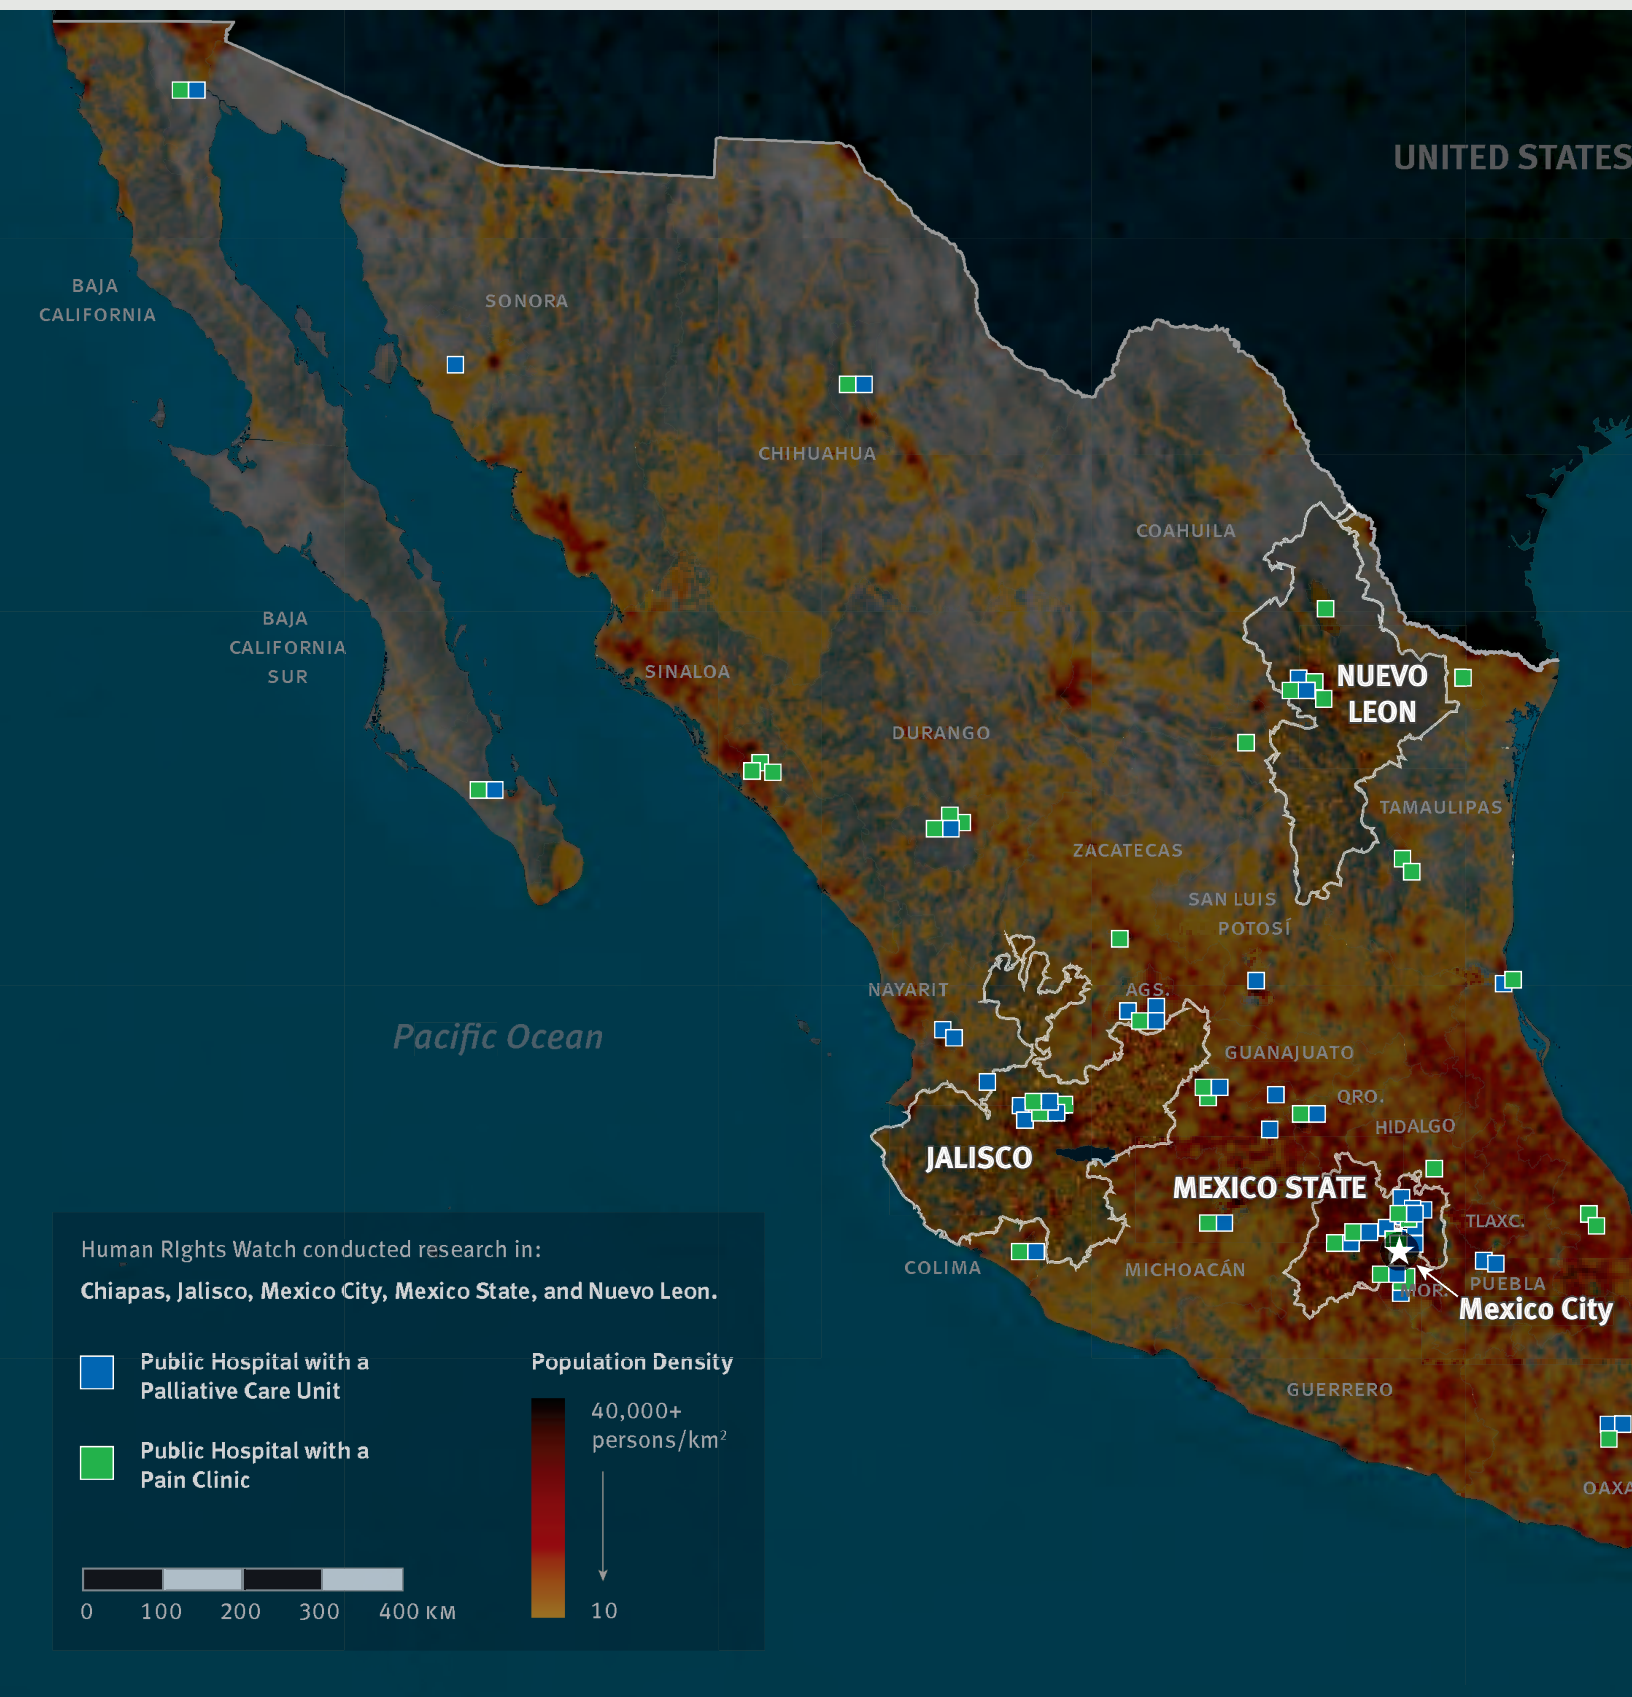 UNITED STATES
BAJA
CALIFORNIA
SONORA
CHIHUAHUA
COAHUILA
BAJA
CALIFORNIA
SUR
SINALOA
NUEVO
LEON
DURANGO
TAMAULIPAS
ZACATECAS
SAN LUIS
POTOSÍ
NAYARIT
AGS.
Pacific Ocean
GUANAJUATO
QRO.
HIDALGO
JALISCO
MEXICO STATE
TLAXC.
COLIMA
MICHOACÁN
MOR.
PUEBLA
Mexico City
GUERRERO
OAXA
Human RIghts Watch conducted research in:
Chiapas, Jalisco, Mexico City, Mexico State, and Nuevo Leon.
Public Hospital with a
Palliative Care Unit
Public Hospital with a
Pain Clinic
Population Density
40,000+
persons/km²
10
0 100 200 300 400 KM